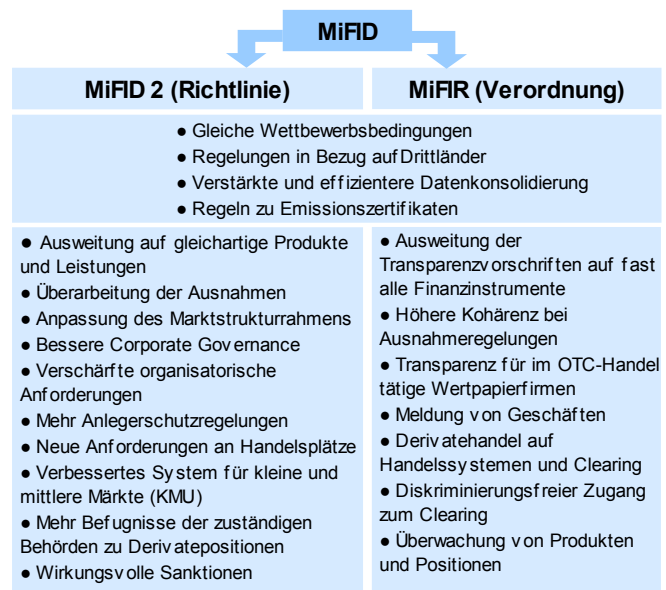 MiFID
MiFID 2 (Richtlinie)
MiFIR (Verordnung)
● Gleiche Wettbewerbsbedingungen
● Regelungen in Bezug auf Drittländer
● Verstärkte und effizientere Datenkonsolidierung
● Regeln zu Emissionszertifikaten
● Ausweitung auf gleichartige Produkte
und Leistungen
● Überarbeitung der Ausnahmen
● Anpassung des Marktstrukturrahmens
● Bessere Corporate Governance
● Verschärfte organisatorische
Anforderungen
● Mehr Anlegerschutzregelungen
● Neue Anforderungen an Handelsplätze
● Verbessertes System für kleine und
mittlere Märkte (KMU)
● Mehr Befugnisse der zuständigen
Behörden zu Derivatepositionen
● Wirkungsvolle Sanktionen
● Ausweitung der
Transparenzvorschriften auf fast
alle Finanzinstrumente
● Höhere Kohärenz bei
Ausnahmeregelungen
● Transparenz für im OTC-Handel
tätige Wertpapierfirmen
● Meldung von Geschäften
● Derivatehandel auf
Handelssystemen und Clearing
● Diskriminierungsfreier Zugang
zum Clearing
● Überwachung von Produkten
und Positionen